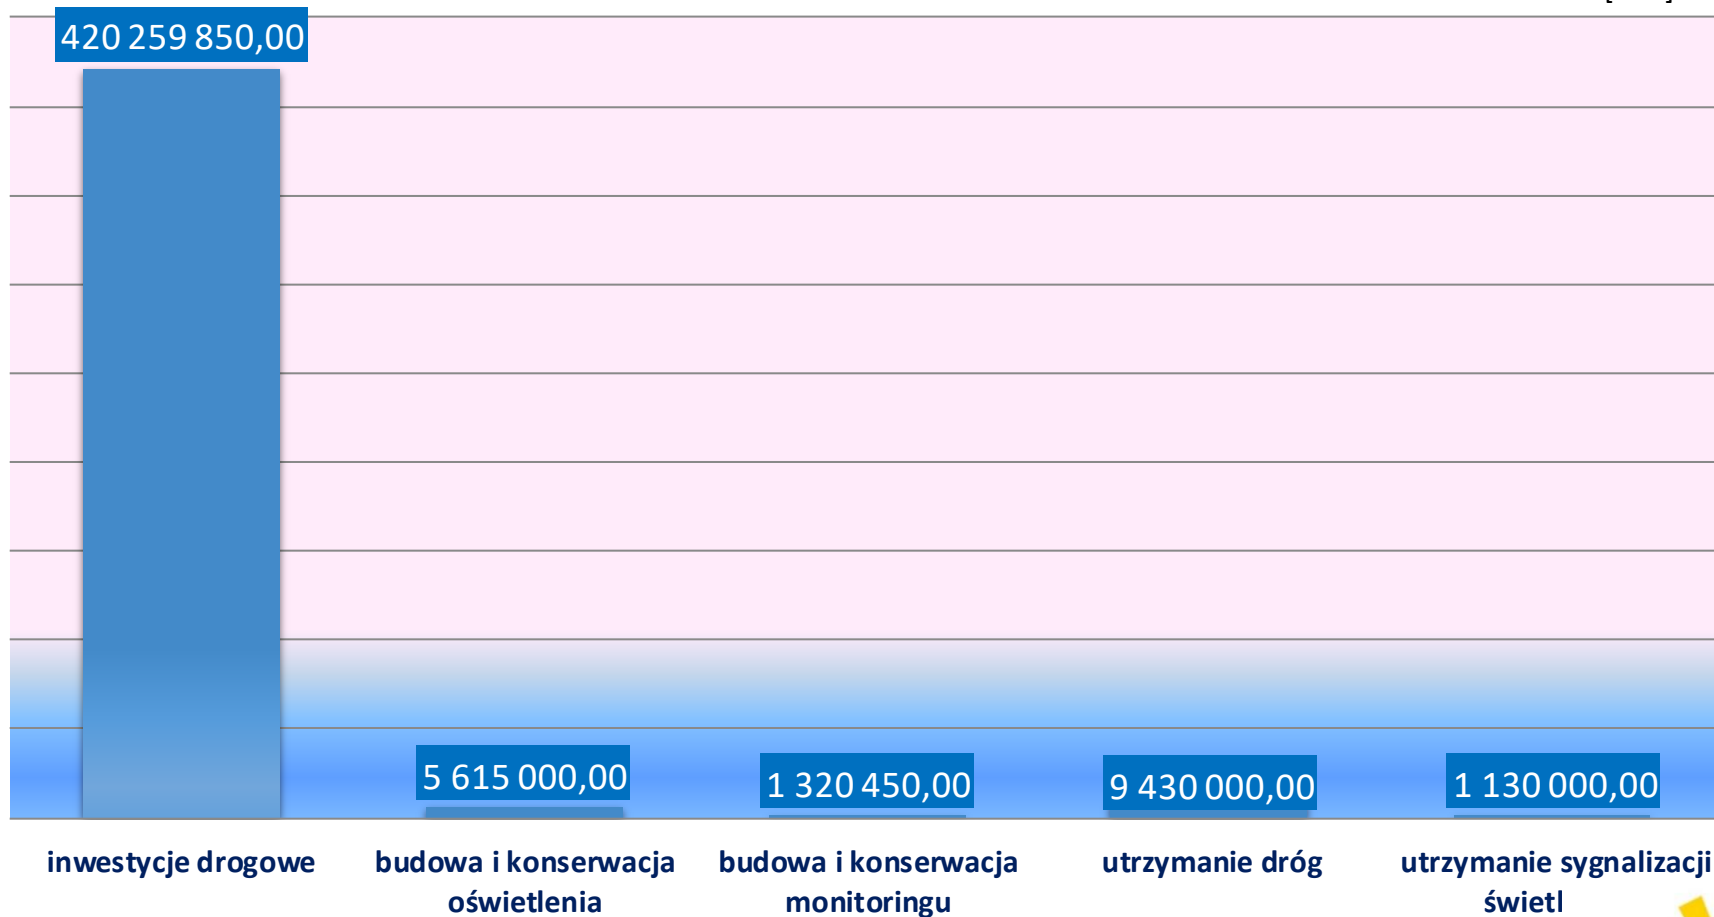 420 259 850,00
5 615 000,00
1 320 450,00
9 430 000,00
1 130 000,00
inwestycje drogowe
budowa i konserwacja
oświetlenia
budowa i konserwacja
monitoringu
utrzymanie dróg
utrzymanie sygnalizacji
świetl